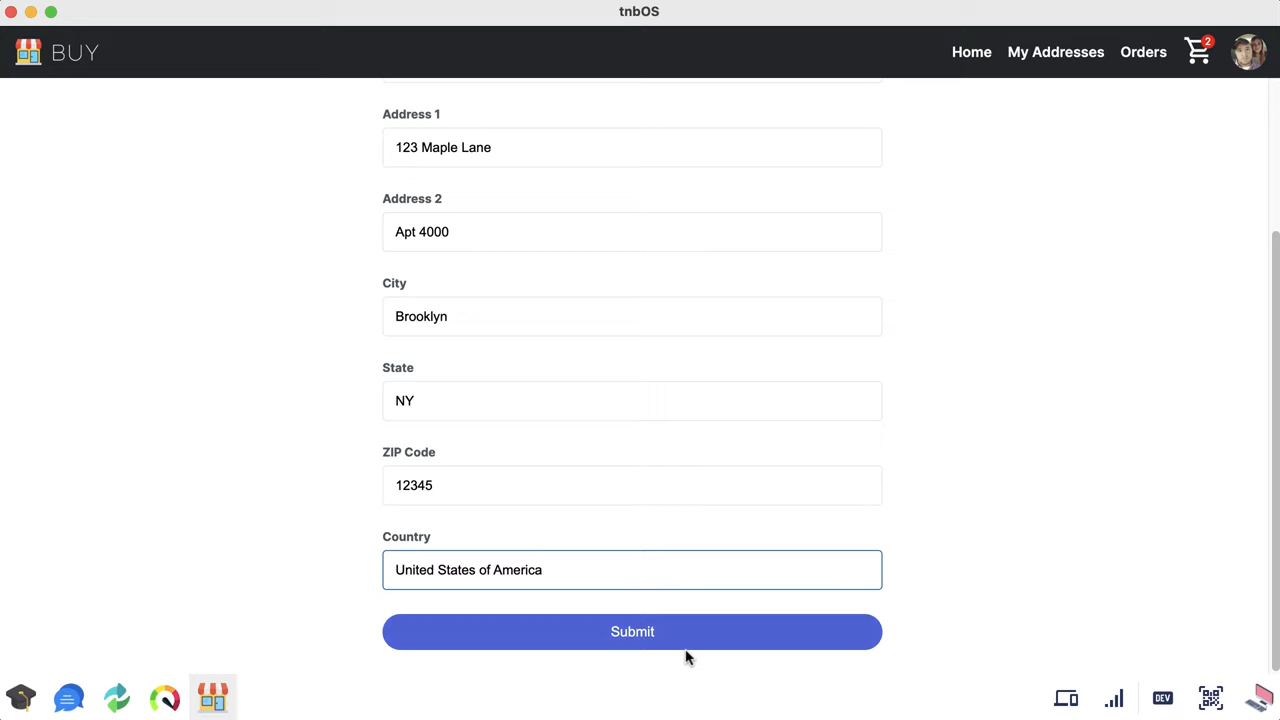 tnbOS
BUY
Home
My Addresses
Orders
2
Address 1
123 Maple Lane
Address 2
Apt 4000
City
Brooklyn
State
NY
ZIP Code
12345
Country
United States of America
Submit
DEV